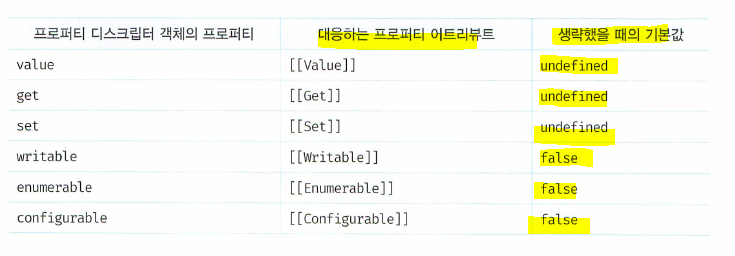 프로퍼티 디스크립터 객체의 프로퍼티 대응하는 프로퍼티 어트리뷰트 생략했을 때의 기본값
value [[Value]] undefined
get [[Get]] undefined
set [[Set]] undefined
writable [[Writable]] false
enumerable [[Enumerable]] false
configurable [[Configurable]] false